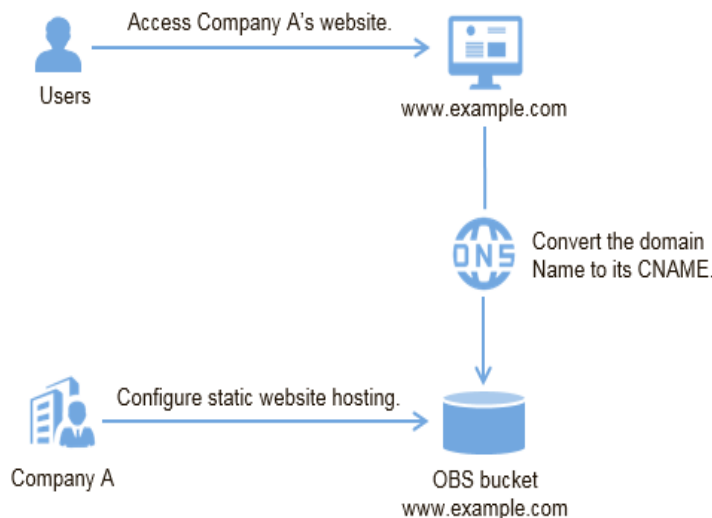 Access Company A's website.
Users
www.example.com
DNS
Convert the domain
Name to its CNAME.
Configure static website hosting.
Company A
OBS bucket
www.example.com